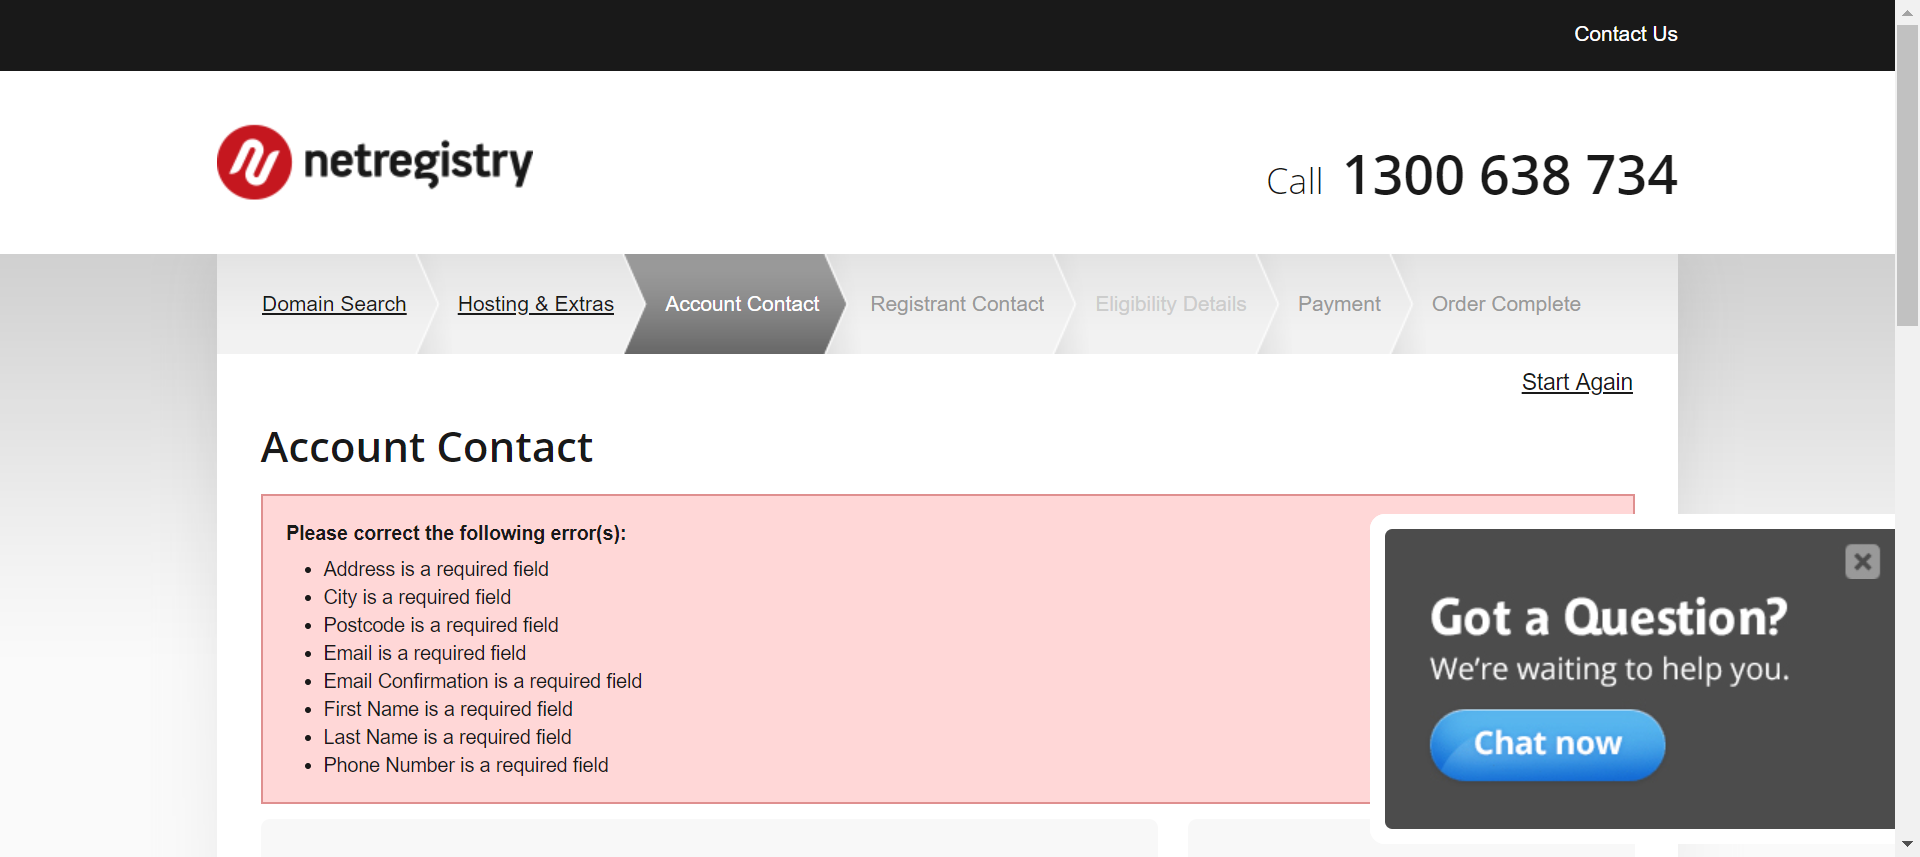 Contact Us
netregistry
Call 1300 638 734
Domain Search Hosting & Extras Account Contact Registrant Contact Eligibility Details Payment Order Complete
Start Again
Account Contact
Please correct the following error(s):
• Address is a required field
• City is a required field
• Postcode is a required field
• Email is a required field
• Email Confirmation is a required field
• First Name is a required field
• Last Name is a required field
• Phone Number is a required field
Got a Question?
We're waiting to help you.
Chat now